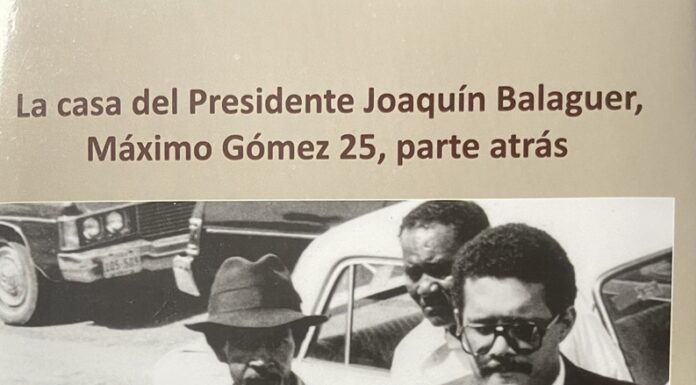 La casa del Presidente Joaquín Balaguer,
Máximo Gómez 25, parte atrás